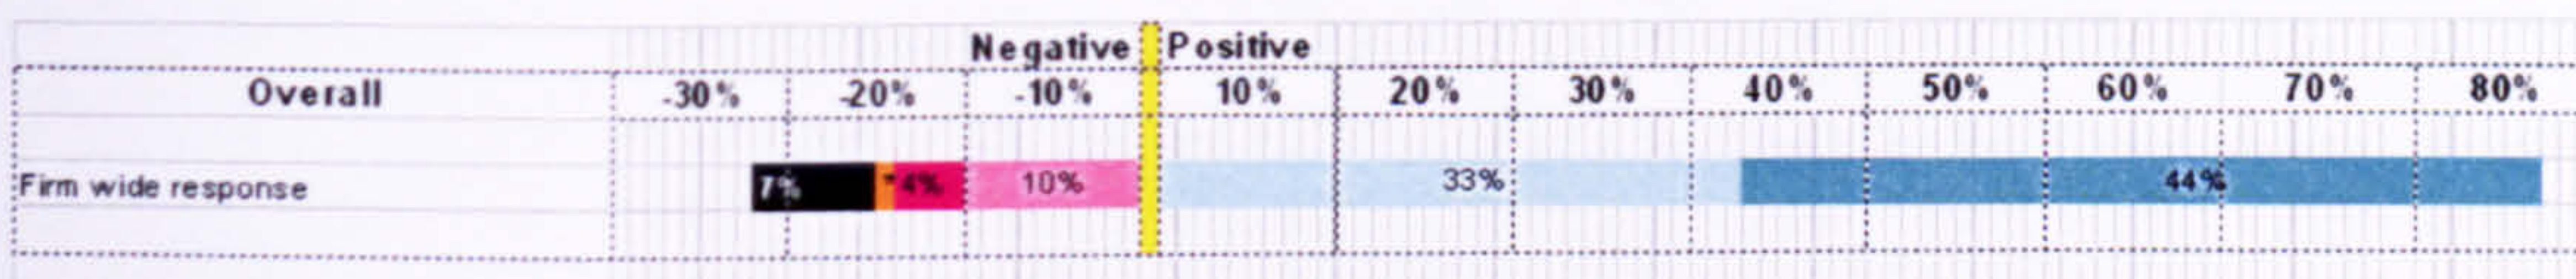 Negative Positive
Overall -30% -20% -10% 10% 20% 30% 40% 50% 60% 70% 80%
Firm wide response 7% * 4% 10% 33% 44%